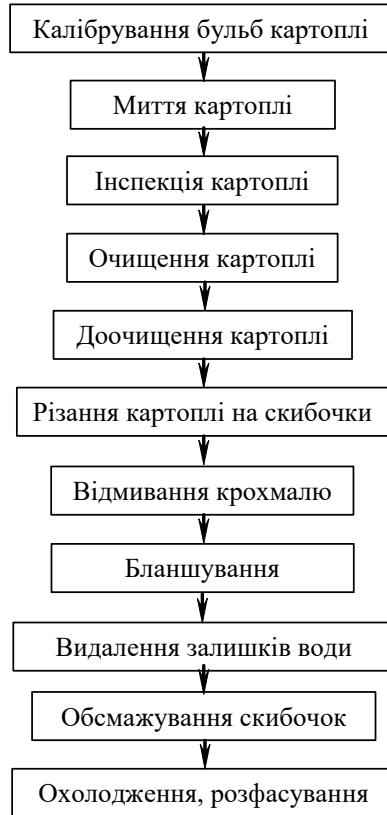 Калібрування бульб картоплі
Миття картоплі
Інспекція картоплі
Очищення картоплі
Доочищення картоплі
Різання картоплі на скибочки
Відмивання крохмалю
Бланшування
Видалення залишків води
Обсмажування скибочок
Охолодження, розфасування